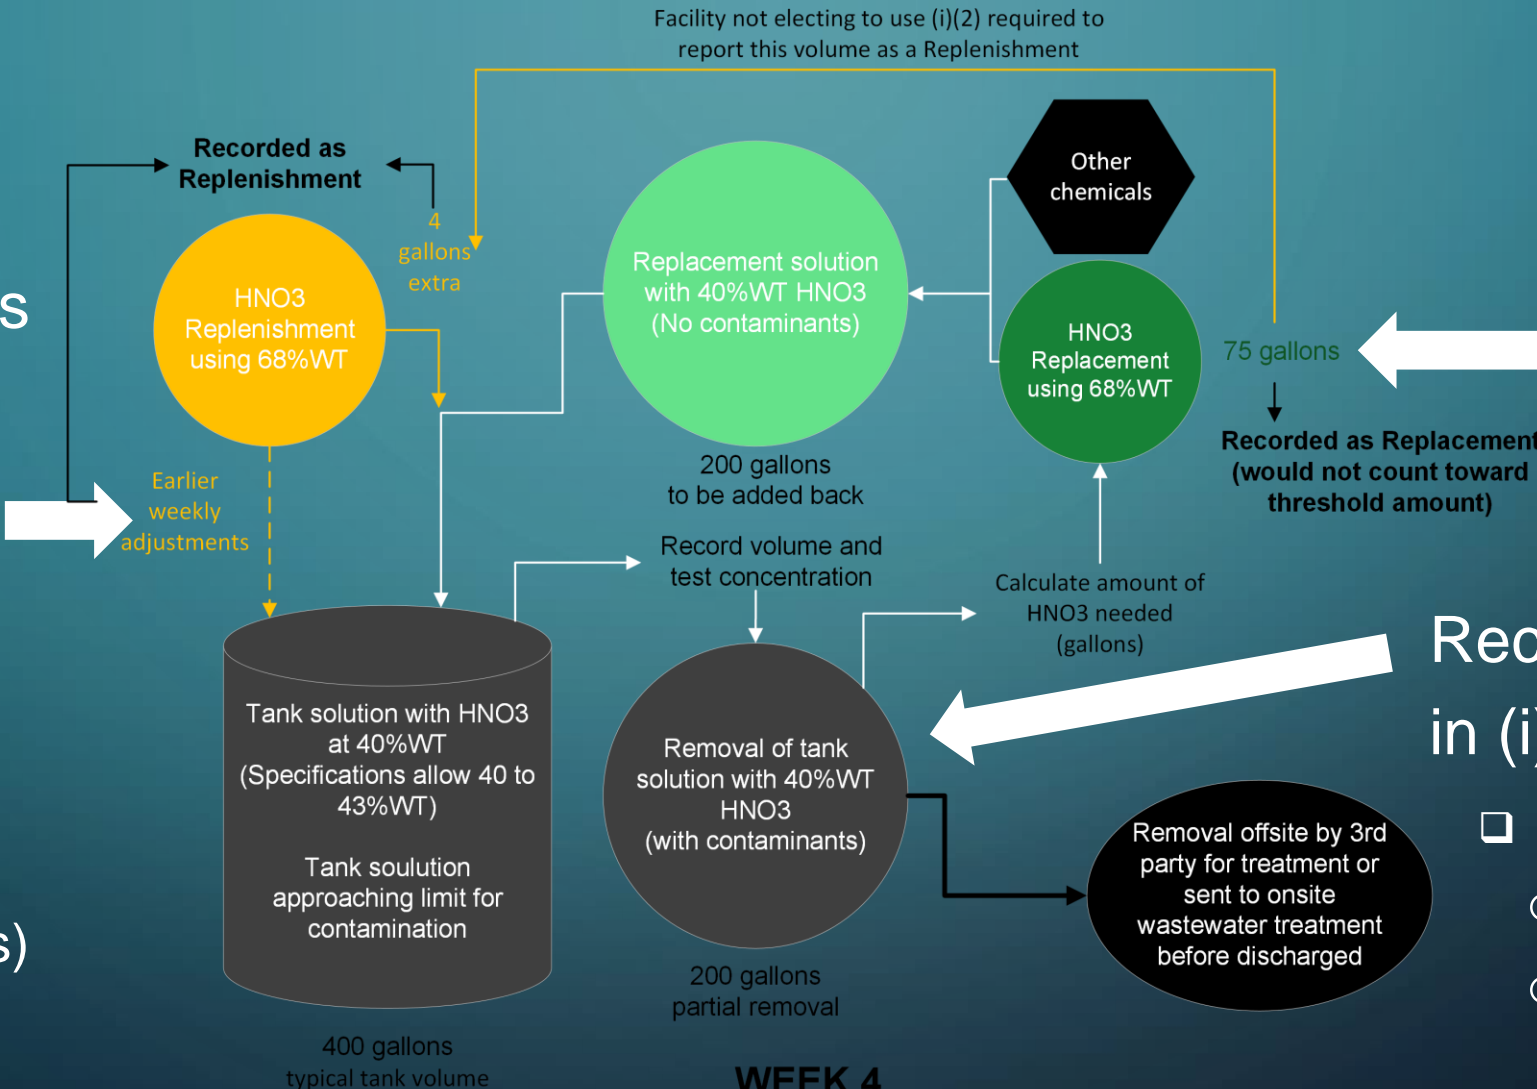 Facility not electing to use (i)(2) required to
report this volume as a Replenishment
Recorded as
Replenishment
4
gallons
extra
HNO3
Replenishment
using 68%WT
Replacement solution
with 40%WT HNO3
(No contaminants)
Other
chemicals
HNO3
Replacement
using 68%WT
75 gallons
Recorded as Replacement
(would not count toward
threshold amount)
s
Earlier
weekly
adjustments
200 gallons
to be added back
Record volume and
test concentration
Calculate amount of
HNO3 needed
(gallons)
Tank solution with HNO3
at 40%WT
(Specifications allow 40 to
43%WT)
Tank soulution
approaching limit for
contamination
Removal of tank
solution with 40%WT
HNO3
(with contaminants)
Rec
in (i)
Removal offsite by 3rd
party for treatment or
sent to onsite
wastewater treatment
before discharged
s)
200 gallons
partial removal
400 gallons
typical tank volume
WEEK 4